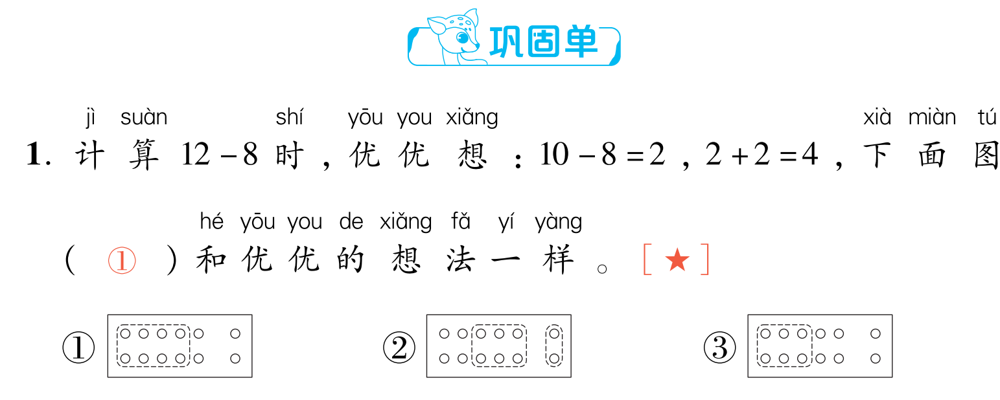 巩固单
jì suàn shí yōu you xiǎng xià miàn tú
1. 计算 12-8 时,优优想:10-8=2,2+2=4,下面图
hé yōu you de xiǎng fǎ yí yàng
( ① )和优优的想法一样。[★]
① ② ③